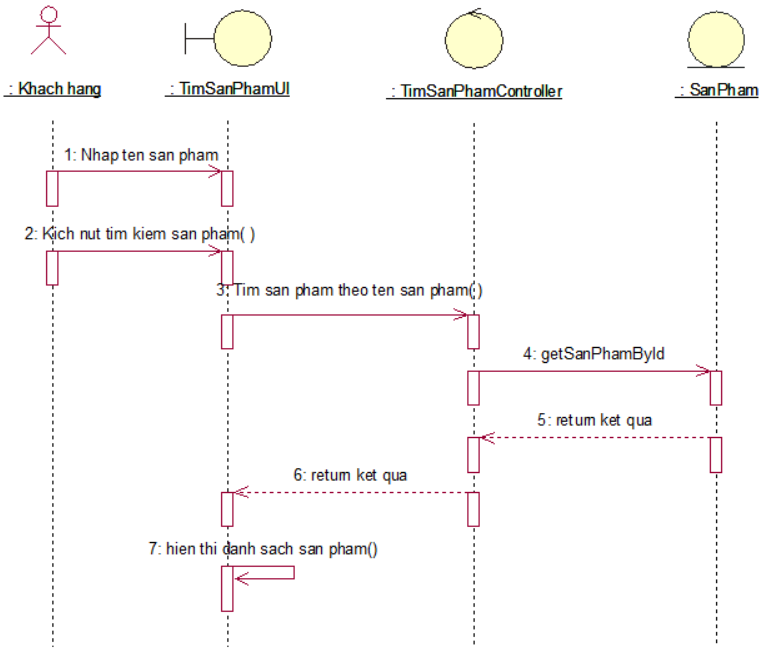 : Khach hang
: TimSanPhamUI
: TimSanPhamController
: SanPham
1: Nhap ten san pham
2: Kich nut tim kiem san pham( )
3: Tim san pham theo ten san pham( )
4: getSanPhamById
5: return ket qua
6: return ket qua
7: hien thi danh sach san pham()